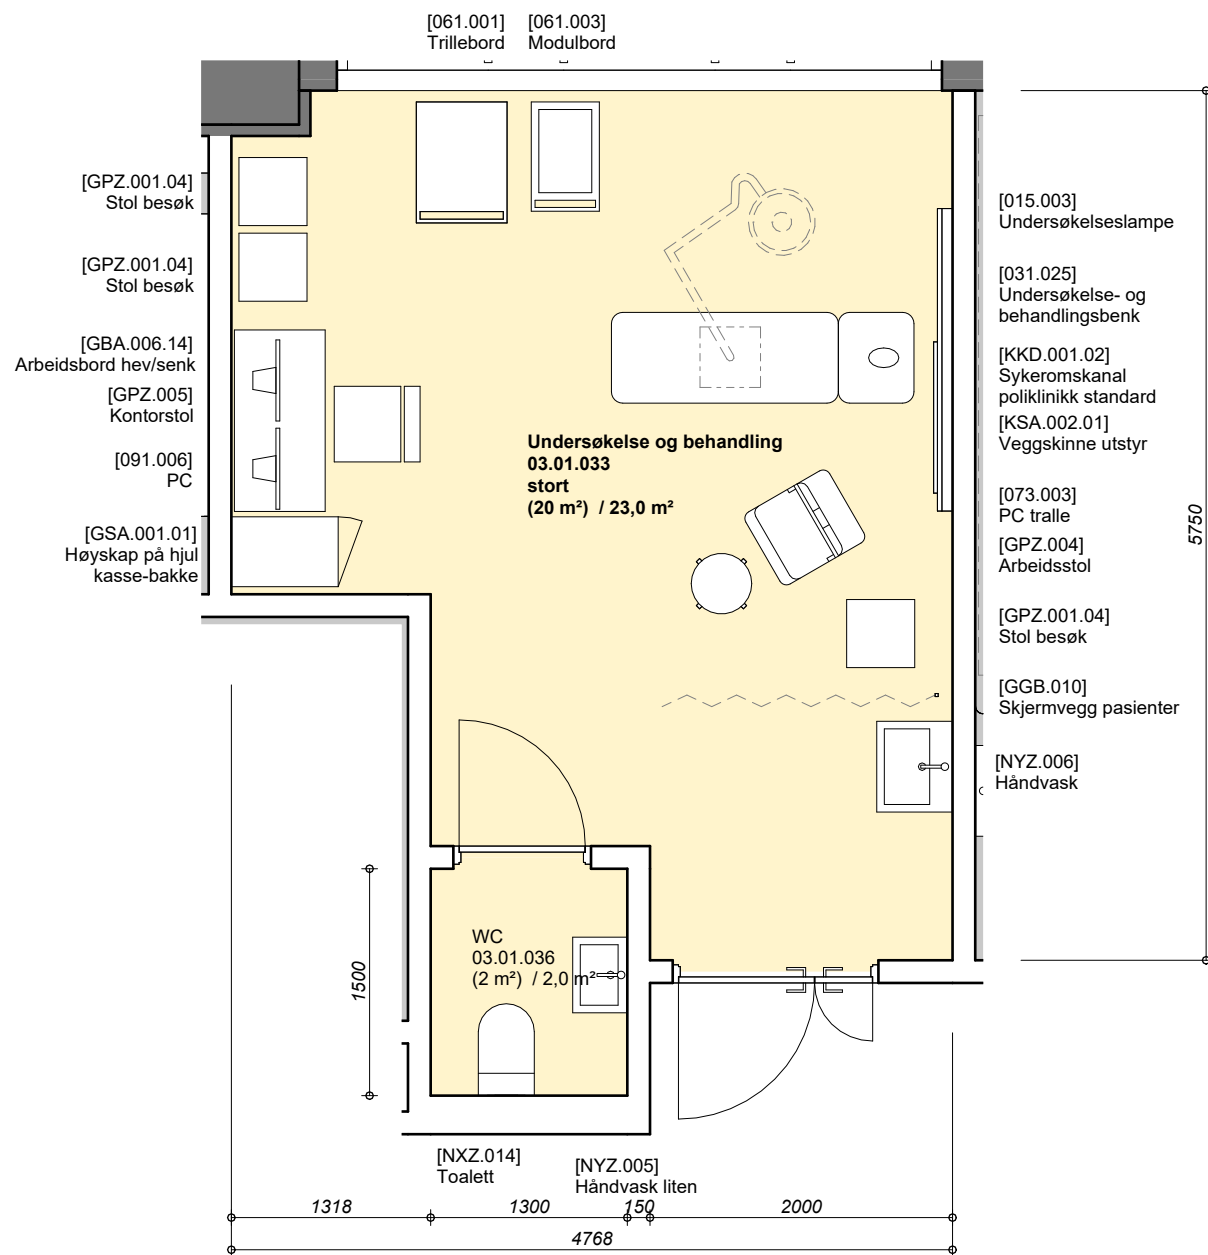 [061.001]
Trillebord
[061.003]
Modulbord
[GPZ.001.04]
Stol besøk
[GPZ.001.04]
Stol besøk
[GBA.006.14]
Arbeidsbord hev/senk
[GPZ.005]
Kontorstol
[091.006]
PC
[GSA.001.01]
Høyskap på hjul
kasse-bakke
Undersøkelse og behandling
03.01.033
stort
(20 m²) / 23,0 m²
[015.003]
Undersøkelseslampe
[031.025]
Undersøkelse- og
behandlingsbenk
[KKD.001.02]
Sykeromskanal
poliklinikk standard
[KSA.002.01]
Veggskinne utstyr
[073.003]
PC tralle
[GPZ.004]
Arbeidsstol
[GPZ.001.04]
Stol besøk
[GGB.010]
Skjermvegg pasienter
[NYZ.006]
Håndvask
5750
WC
03.01.036
(2 m²) / 2,0 m²
1500
[NXZ.014]
Toalett
[NYZ.005]
Håndvask liten
1318
1300
150
2000
4768